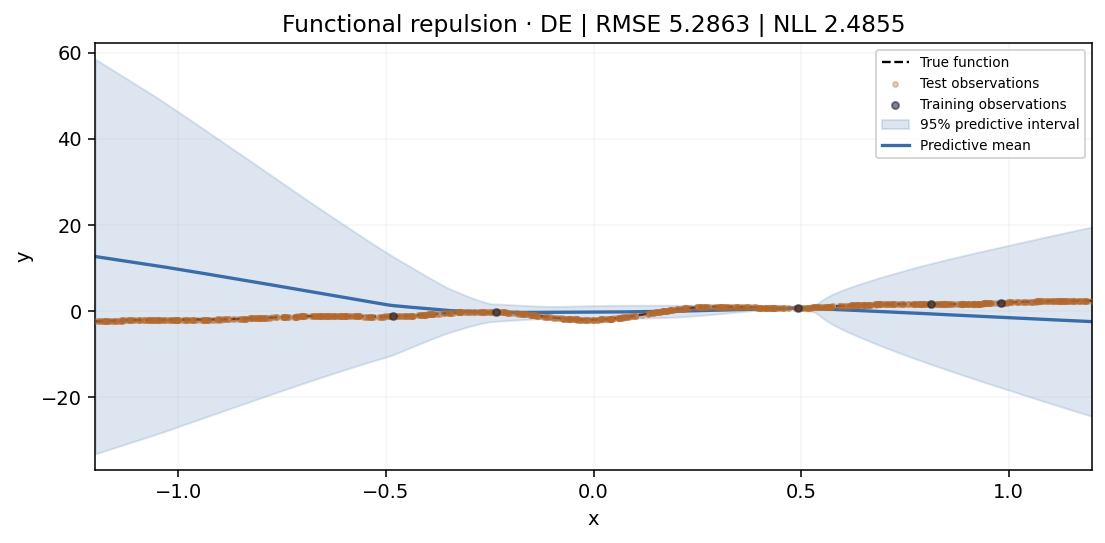 Functional repulsion · DE | RMSE 5.2863 | NLL 2.4855
60
40
20
0
−20
y
−1.0
−0.5
0.0
0.5
1.0
x
True function
Test observations
Training observations
95% predictive interval
Predictive mean